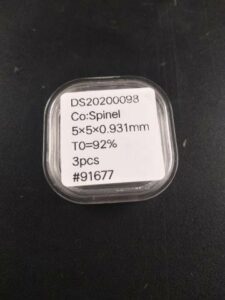 DS20200098
Co:Spinel
5×5×0.931mm
T0=92%
3pcs
#91677